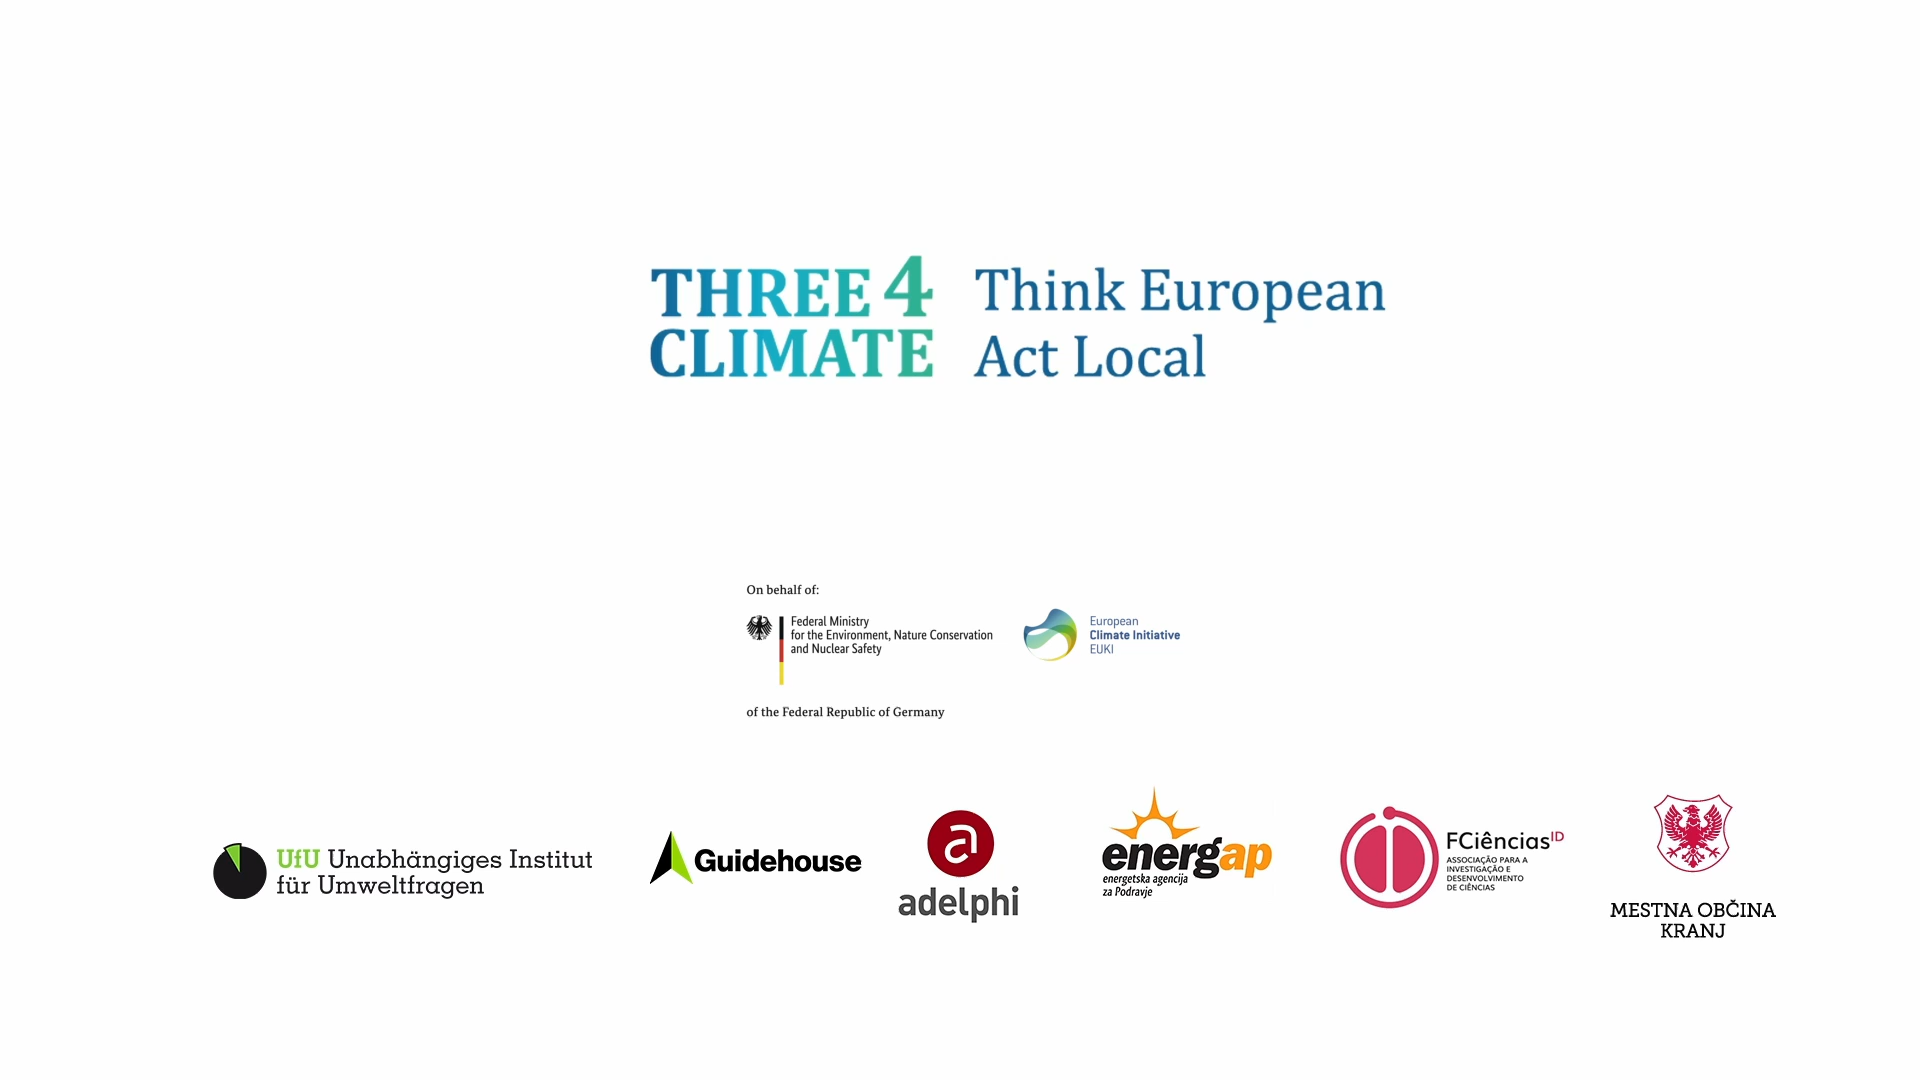 THREE 4
CLIMATE
Think European
Act Local
On behalf of:
Federal Ministry
for the Environment, Nature Conservation
and Nuclear Safety
of the Federal Republic of Germany
European
Climate Initiative
EUKI
UfU Unabhängiges Institut
für Umweltfragen
Guidehouse
a
adelphi
energap
energetska agencija
za Podravje
FCiências ID
ASSOCIAÇÃO PARA A
INVESTIGAÇÃO E
DESENVOLVIMENTO
DE CIÊNCIAS
MESTNA OBČINA
KRANJ